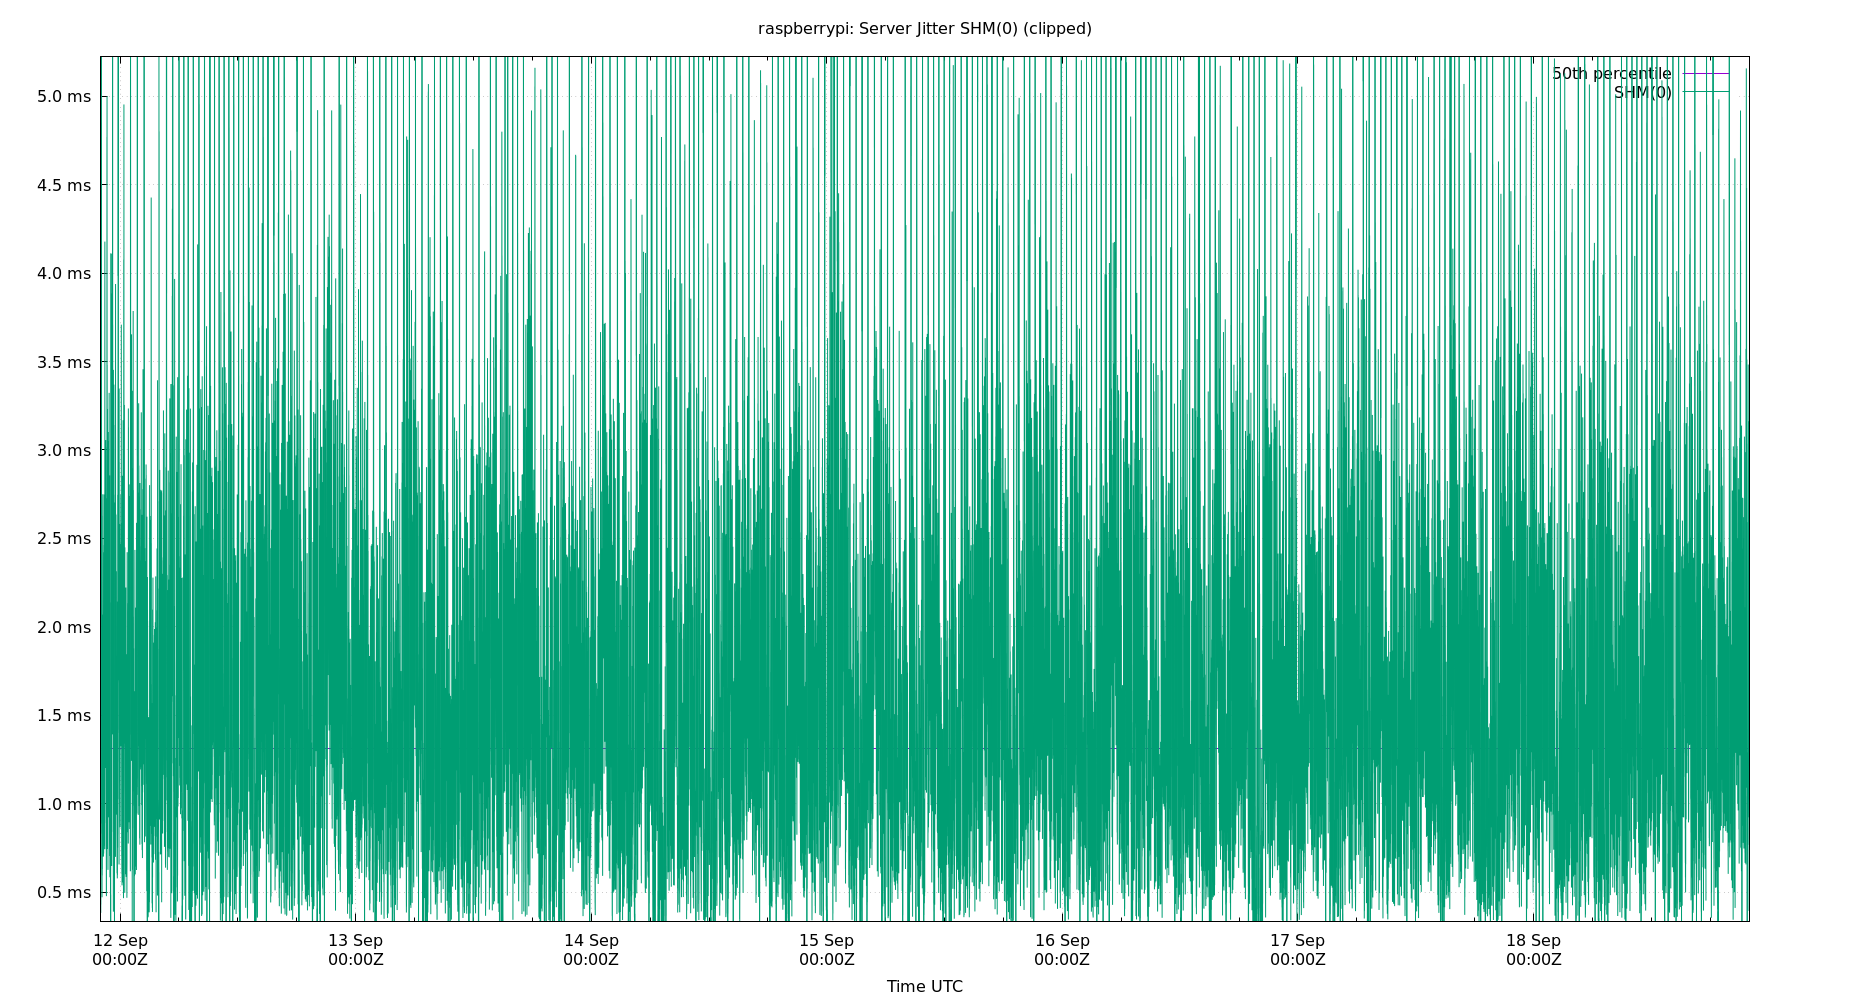 raspberrypi: Server Jitter SHM(0) (clipped)
50th percentile
SHM(0)
5.0 ms
4.5 ms
4.0 ms
3.5 ms
3.0 ms
2.5 ms
2.0 ms
1.5 ms
1.0 ms
0.5 ms
12 Sep 13 Sep 14 Sep 15 Sep 16 Sep 17 Sep 18 Sep
00:00Z 00:00Z 00:00Z 00:00Z 00:00Z 00:00Z 00:00Z
Time UTC